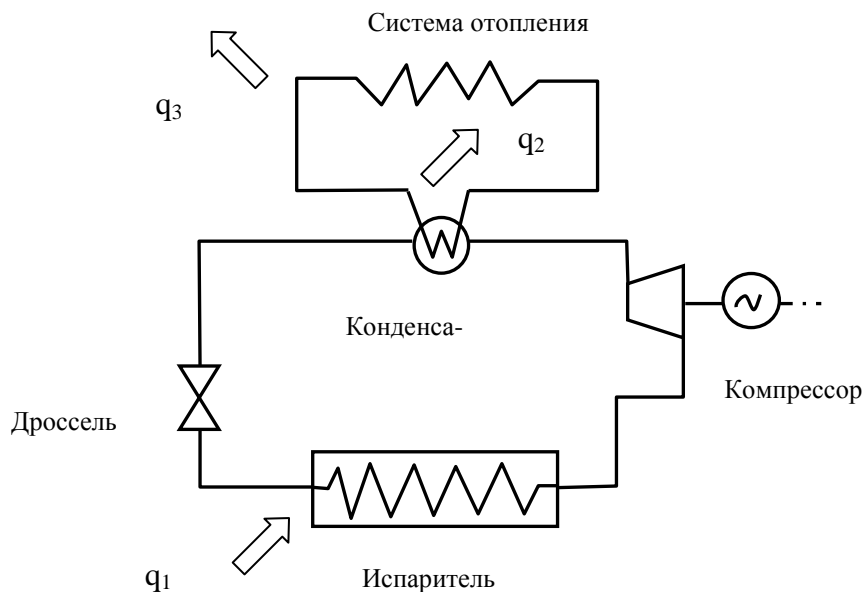 Система отопления
q3
q2
Конденса-
Компрессор
Дроссель
q1
Испаритель